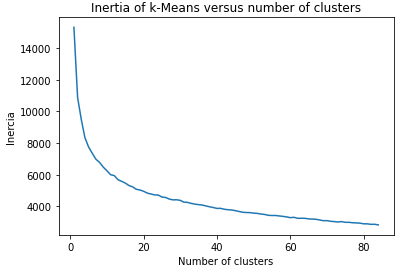 Inertia of k-Means versus number of clusters
Inercia
14000
12000
10000
8000
6000
4000
0 20 40 60 80
Number of clusters